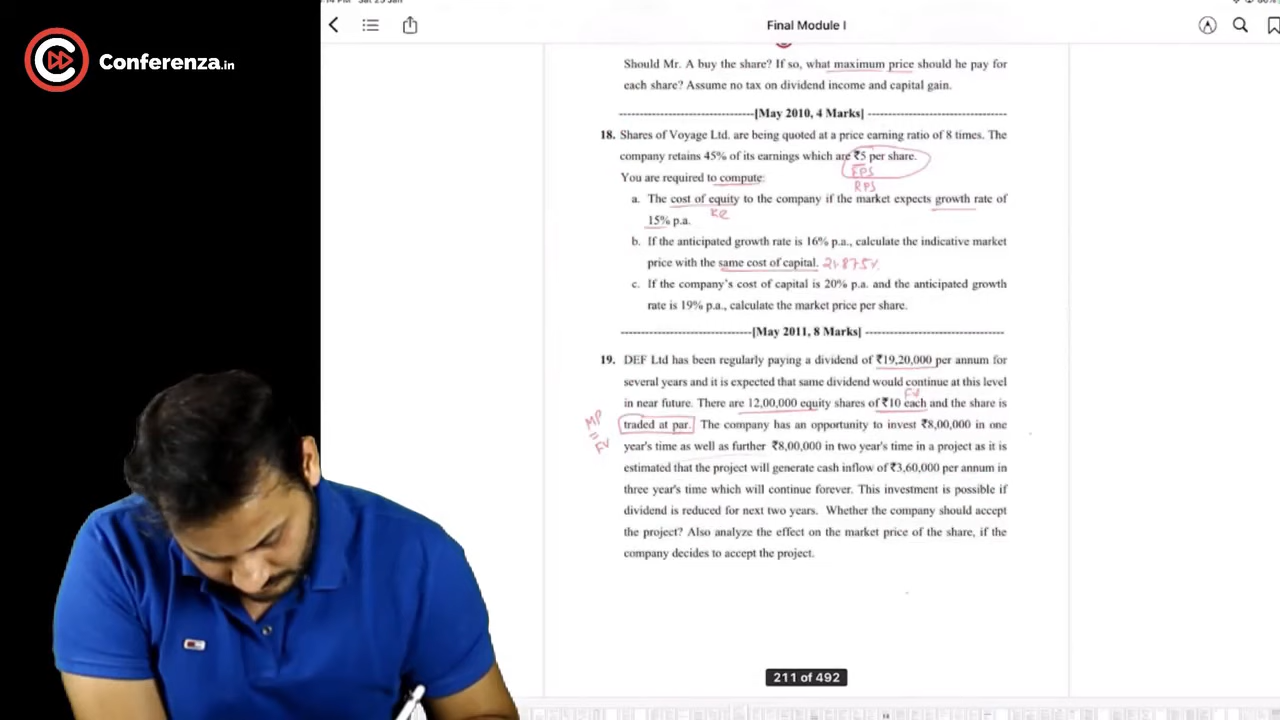 Sat 25 Jan
Conferenza.in
Final Module I
Should Mr. A buy the share? If so, what maximum price should he pay for
each share? Assume no tax on dividend income and capital gain.
--------------------------------[May 2010, 4 Marks] ---------------------------------
18. Shares of Voyage Ltd. are being quoted at a price earning ratio of 8 times. The
company retains 45% of its earnings which are ₹5 per share.
EPS
You are required to compute:
RPS
a. The cost of equity to the company if the market expects growth rate of
Ke
15% p.a.
b. If the anticipated growth rate is 16% p.a., calculate the indicative market
price with the same cost of capital. 21.875%
c. If the company's cost of capital is 20% p.a. and the anticipated growth
rate is 19% p.a., calculate the market price per share.
-------------------------------[May 2011, 8 Marks] ---------------------------------
19. DEF Ltd has been regularly paying a dividend of ₹19,20,000 per annum for
several years and it is expected that same dividend would continue at this level
FV
in near future. There are 12,00,000 equity shares of ₹10 each and the share is
MP
=
FV
traded at par. The company has an opportunity to invest ₹8,00,000 in one
year's time as well as further ₹8,00,000 in two year's time in a project as it is
estimated that the project will generate cash inflow of ₹3,60,000 per annum in
three year's time which will continue forever. This investment is possible if
dividend is reduced for next two years. Whether the company should accept
the project? Also analyze the effect on the market price of the share, if the
company decides to accept the project.
211 of 492